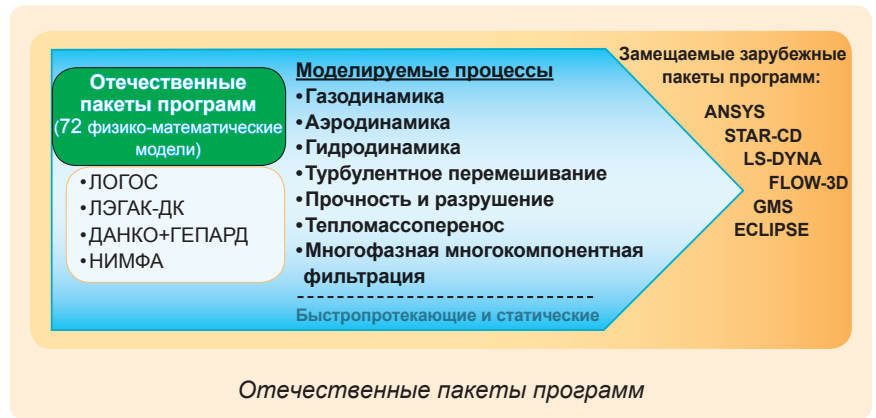 Отечественные
пакеты программ
(72 физико-математические
модели)
•ЛОГОС
•ЛЭГАК-ДК
•ДАНКО+ГЕПАРД
•НИМФА
Моделируемые процессы
•Газодинамика
•Аэродинамика
•Гидродинамика
•Турбулентное перемешивание
•Прочность и разрушение
•Тепломассоперенос
•Многофазная многокомпонентная
фильтрация
Быстропротекающие и статические
Замещаемые зарубежные
пакеты программ:
ANSYS
STAR-CD
LS-DYNA
FLOW-3D
GMS
ECLIPSE
Отечественные пакеты программ